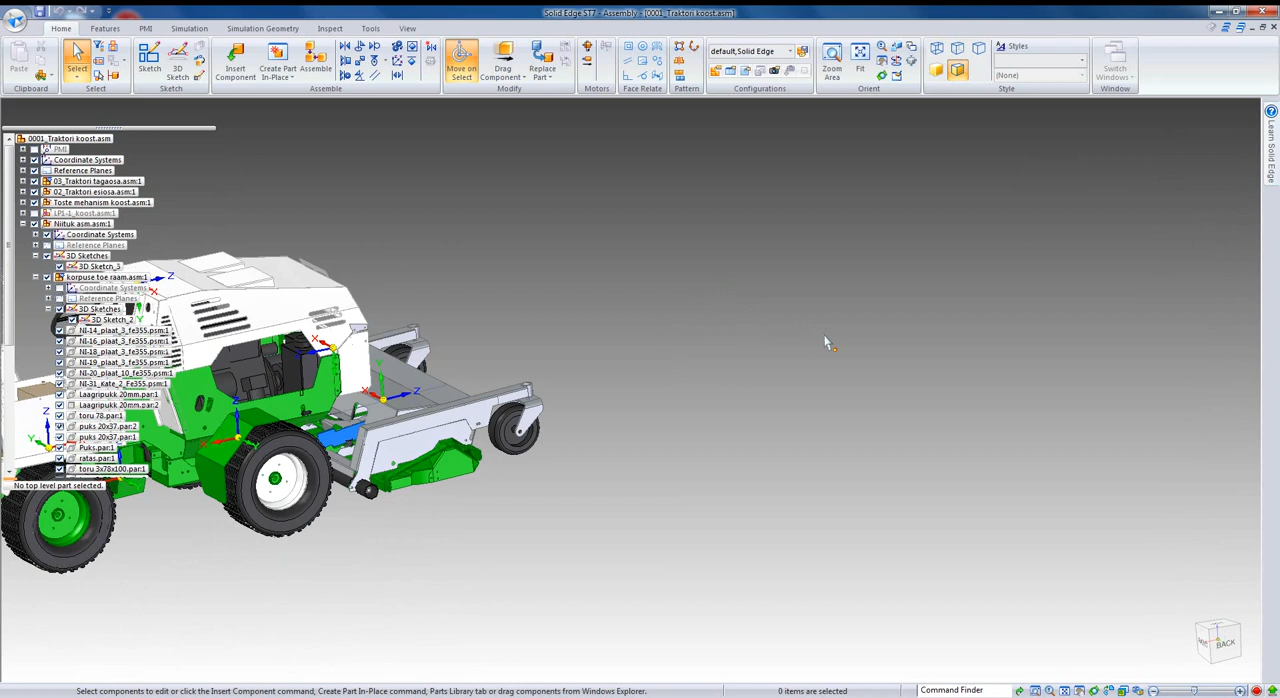 Solid Edge ST7 - Assembly - [0001_Traktori koost.asm]
Home Features PMI Simulation Simulation Geometry Inspect Tools View
Paste
Clipboard
Select
Select
Sketch
3D Sketch
Sketch
Insert Component
Create Part In-Place
Assemble
Assemble
Move on Select
Drag Component
Replace Part
Modify
Motors
Face Relate
Pattern
default,Solid Edge
Configurations
Zoom Area
Fit
Orient
Styles
(None)
Style
Switch Windows
Window
Learn Solid Edge
0001_Traktori koost.asm
PMI
Coordinate Systems
Reference Planes
03_Traktori tagaosa.asm:1
02_Traktori esiosa.asm:1
Toste mehanism koost.asm:1
LP1-1_koost.asm:1
Niituk asm.asm:1
Coordinate Systems
Reference Planes
3D Sketches
3D Sketch_3
korpuse toe raam.asm:1
Coordinate Systems
Reference Planes
3D Sketches
3D Sketch_2
NI-14_plaat_3_fe355.psm:1
NI-16_plaat_3_fe355.psm:1
NI-18_plaat_3_fe355.psm:1
NI-19_plaat_3_fe355.psm:1
NI-20_plaat_10_fe355.psm:1
NI-31_Kate_2_Fe355.psm:1
Laagripukk 20mm.par:1
Laagripukk 20mm.par:2
toru 78.par:1
puks 20x37.par:2
puks 20x37.par:1
Puks.par:1
ratas.par:1
toru 3x78x100.par:1
No top level part selected.
Z
X
X
Z
Y
X
Z
Z
X
Z
Y
BACK
Select components to edit or click the Insert Component command, Create Part In-Place command, Parts Library tab or drag components from Windows Explorer.
0 items are selected
Command Finder